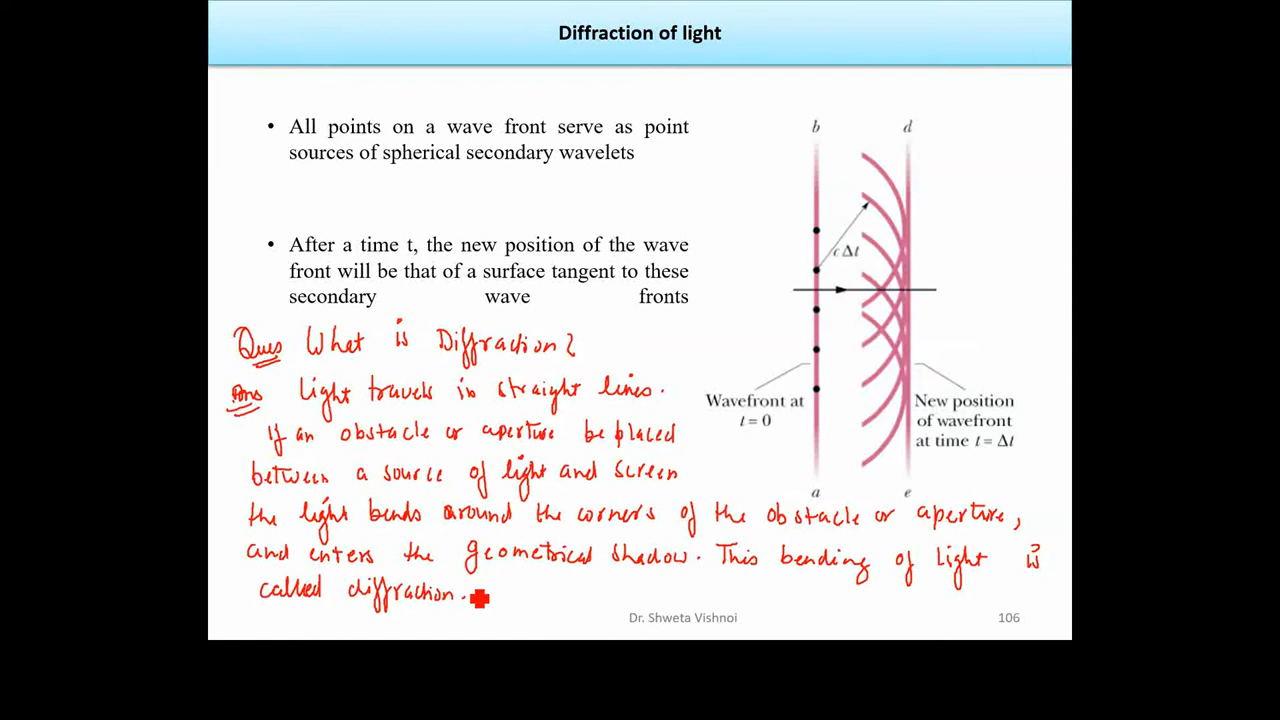 Diffraction of light
• All points on a wave front serve as point
sources of spherical secondary wavelets
• After a time t, the new position of the wave
front will be that of a surface tangent to these
secondary wave fronts
Ques What is Diffraction?
Ans Light travels in straight lines.
If an obstacle or aperture be placed
between a source of light and screen
the light bends around the corners of the obstacle or aperture,
and enters the geometrical shadow. This bending of light is
called diffraction.
b d
c Δt
Wavefront at
t = 0
New position
of wavefront
at time t = Δt
a e
Dr. Shweta Vishnoi 106